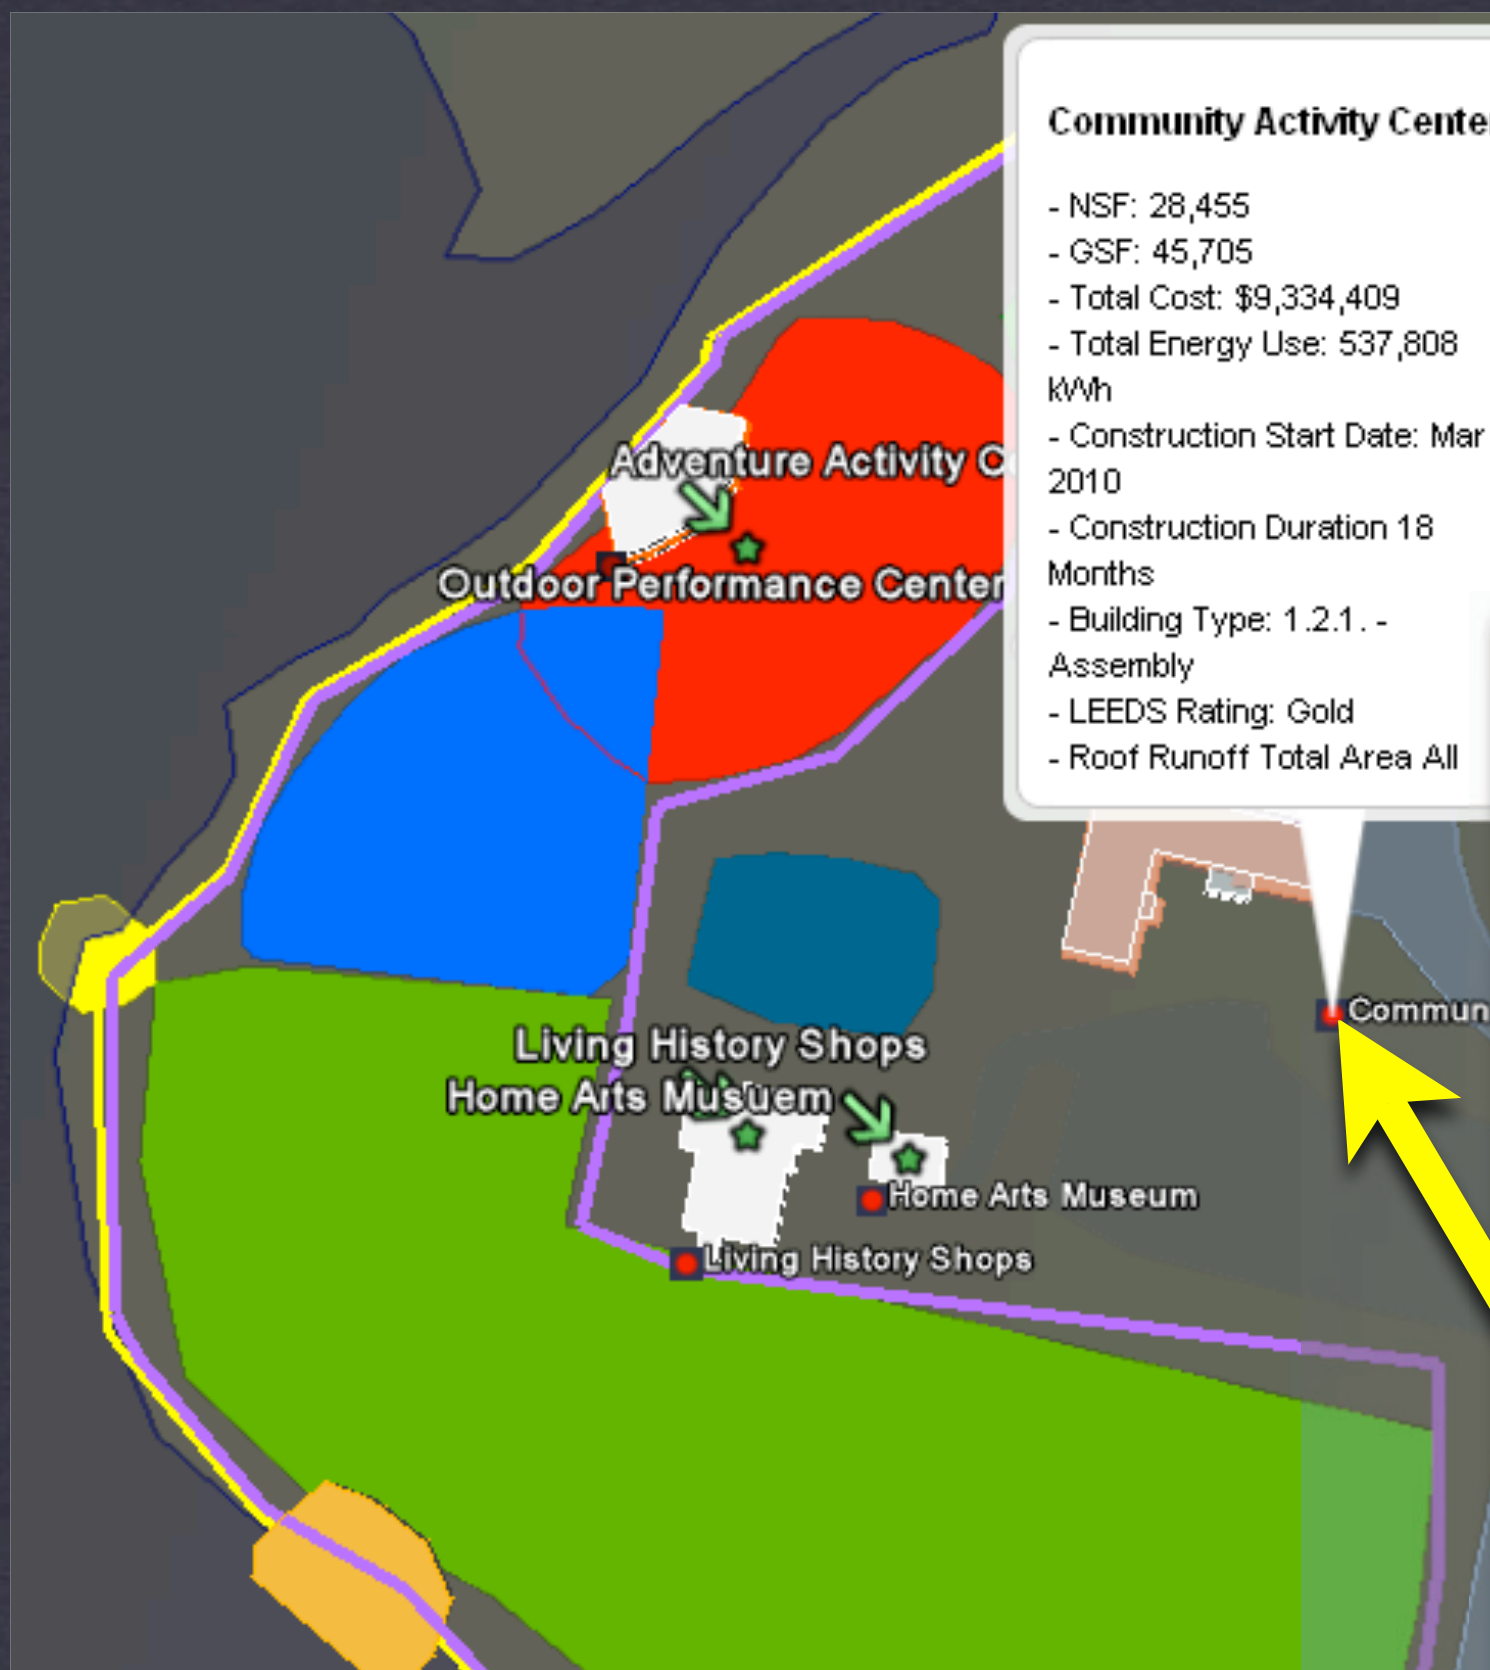 Community Activity Center
- NSF: 28,455
- GSF: 45,705
- Total Cost: $9,334,409
- Total Energy Use: 537,808
kWh
- Construction Start Date: Mar
2010
- Construction Duration 18
Months
- Building Type: 1.2.1. -
Assembly
- LEEDS Rating: Gold
- Roof Runoff Total Area All
Adventure Activity
Outdoor Performance Center
Commun
Living History Shops
Home Arts Musuem
Home Arts Museum
Living History Shops